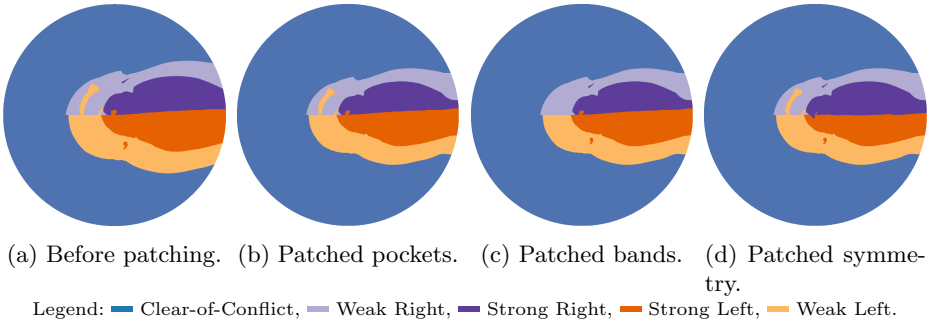 (a) Before patching. (b) Patched pockets. (c) Patched bands. (d) Patched symme-
try.
Legend: Clear-of-Conflict, Weak Right, Strong Right, Strong Left, Weak Left.